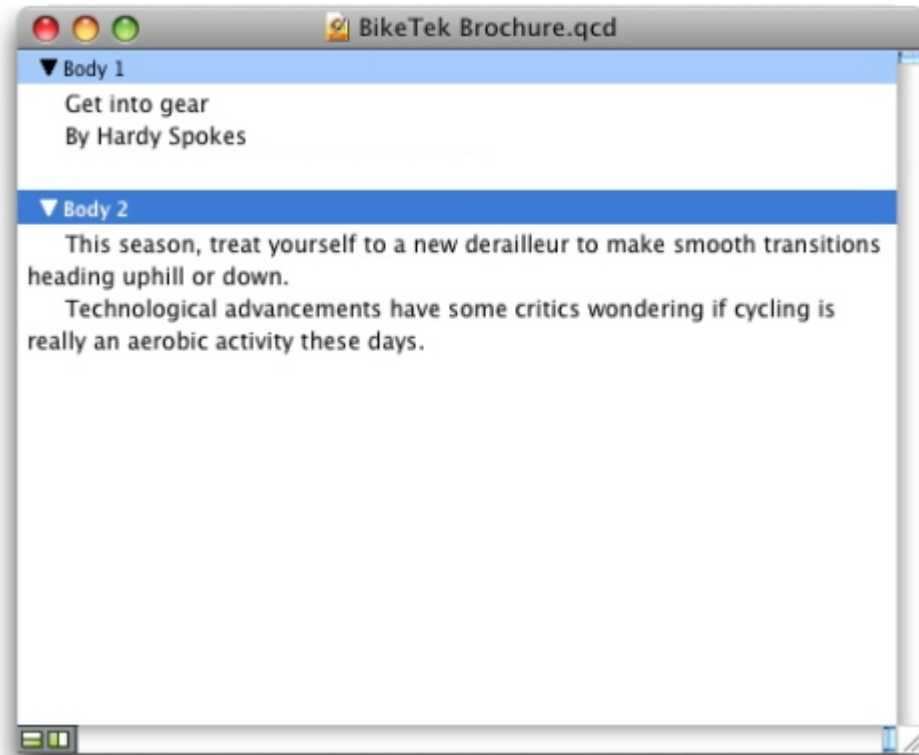 BikeTek Brochure.qcd
Body 1
Get into gear
By Hardy Spokes
Body 2
This season, treat yourself to a new derailleur to make smooth transitions
heading uphill or down.
Technological advancements have some critics wondering if cycling is
really an aerobic activity these days.